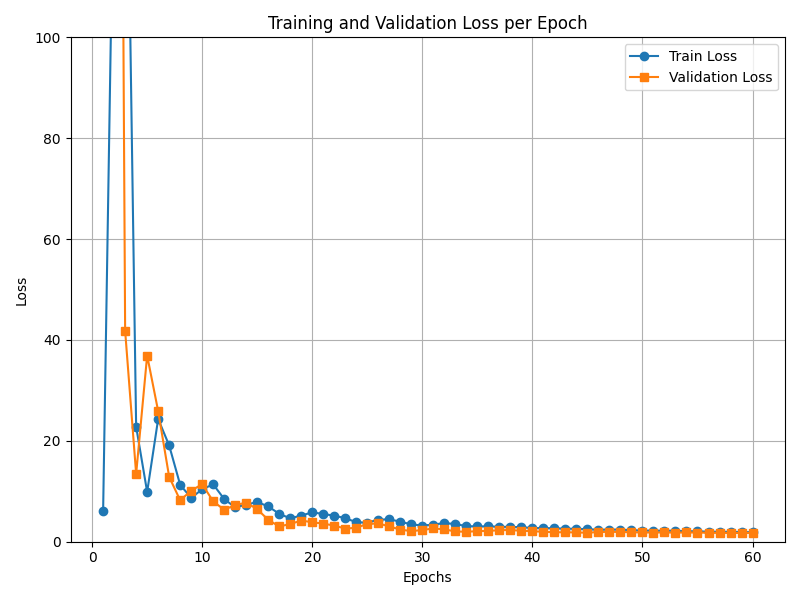 Training and Validation Loss per Epoch
100
80
60
40
20
0
Loss
Train Loss
Validation Loss
0 10 20 30 40 50 60
Epochs